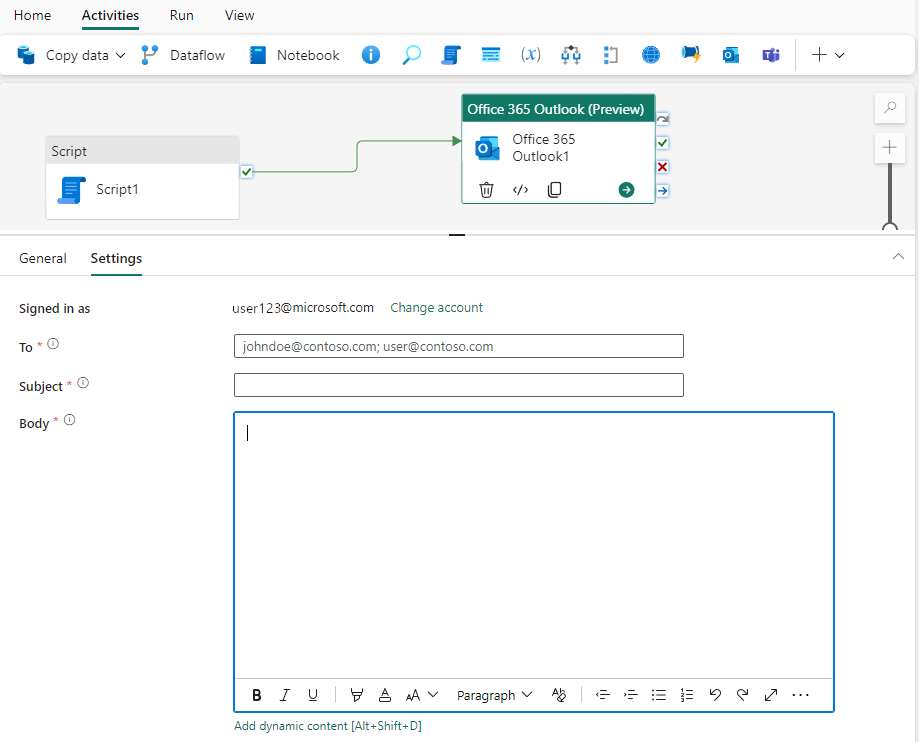 Home Activities Run View
Copy data Dataflow Notebook (x)
Office 365 Outlook (Preview)
Script
Office 365
Outlook1
Script1
General Settings
Signed in as user123@microsoft.com Change account
To * johndoe@contoso.com; user@contoso.com
Subject *
Body *
B I U A AA Paragraph
Add dynamic content [Alt+Shift+D]